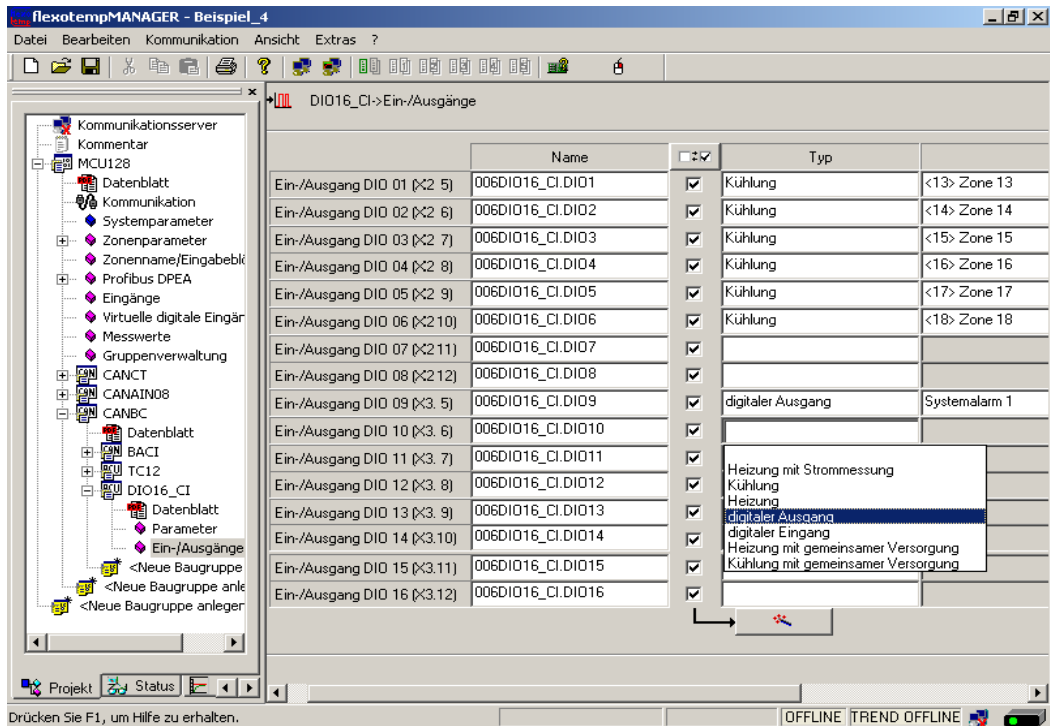 flexotempMANAGER - Beispiel_4
Datei Bearbeiten Kommunikation Ansicht Extras ?
DIO16_CI->Ein-/Ausgänge
Kommunikationsserver
Kommentar
MCU128
Datenblatt
Kommunikation
Systemparameter
Zonenparameter
Zonenname/Eingabeblö
Profibus DPEA
Eingänge
Virtuelle digitale Eingän
Messwerte
Gruppenverwaltung
CANCT
CANAIN08
CANBC
Datenblatt
BACI
TC12
DIO16_CI
Datenblatt
Parameter
Ein-/Ausgänge
<Neue Baugruppe
<Neue Baugruppe anle
<Neue Baugruppe anlegen
Projekt Status
Name Typ
Ein-/Ausgang DIO 01 (X2 5) 006DIO16_CI.DIO1 Kühlung <13> Zone 13
Ein-/Ausgang DIO 02 (X2 6) 006DIO16_CI.DIO2 Kühlung <14> Zone 14
Ein-/Ausgang DIO 03 (X2 7) 006DIO16_CI.DIO3 Kühlung <15> Zone 15
Ein-/Ausgang DIO 04 (X2 8) 006DIO16_CI.DIO4 Kühlung <16> Zone 16
Ein-/Ausgang DIO 05 (X2 9) 006DIO16_CI.DIO5 Kühlung <17> Zone 17
Ein-/Ausgang DIO 06 (X210) 006DIO16_CI.DIO6 Kühlung <18> Zone 18
Ein-/Ausgang DIO 07 (X211) 006DIO16_CI.DIO7
Ein-/Ausgang DIO 08 (X212) 006DIO16_CI.DIO8
Ein-/Ausgang DIO 09 (X3. 5) 006DIO16_CI.DIO9 digitaler Ausgang Systemalarm 1
Ein-/Ausgang DIO 10 (X3. 6) 006DIO16_CI.DIO10
Ein-/Ausgang DIO 11 (X3. 7) 006DIO16_CI.DIO11
Ein-/Ausgang DIO 12 (X3. 8) 006DIO16_CI.DIO12
Ein-/Ausgang DIO 13 (X3. 9) 006DIO16_CI.DIO13
Ein-/Ausgang DIO 14 (X3.10) 006DIO16_CI.DIO14
Ein-/Ausgang DIO 15 (X3.11) 006DIO16_CI.DIO15
Ein-/Ausgang DIO 16 (X3.12) 006DIO16_CI.DIO16
Heizung mit Strommessung
Kühlung
Heizung
digitaler Ausgang
digitaler Eingang
Heizung mit gemeinsamer Versorgung
Kühlung mit gemeinsamer Versorgung
Drücken Sie F1, um Hilfe zu erhalten.
OFFLINE TREND OFFLINE